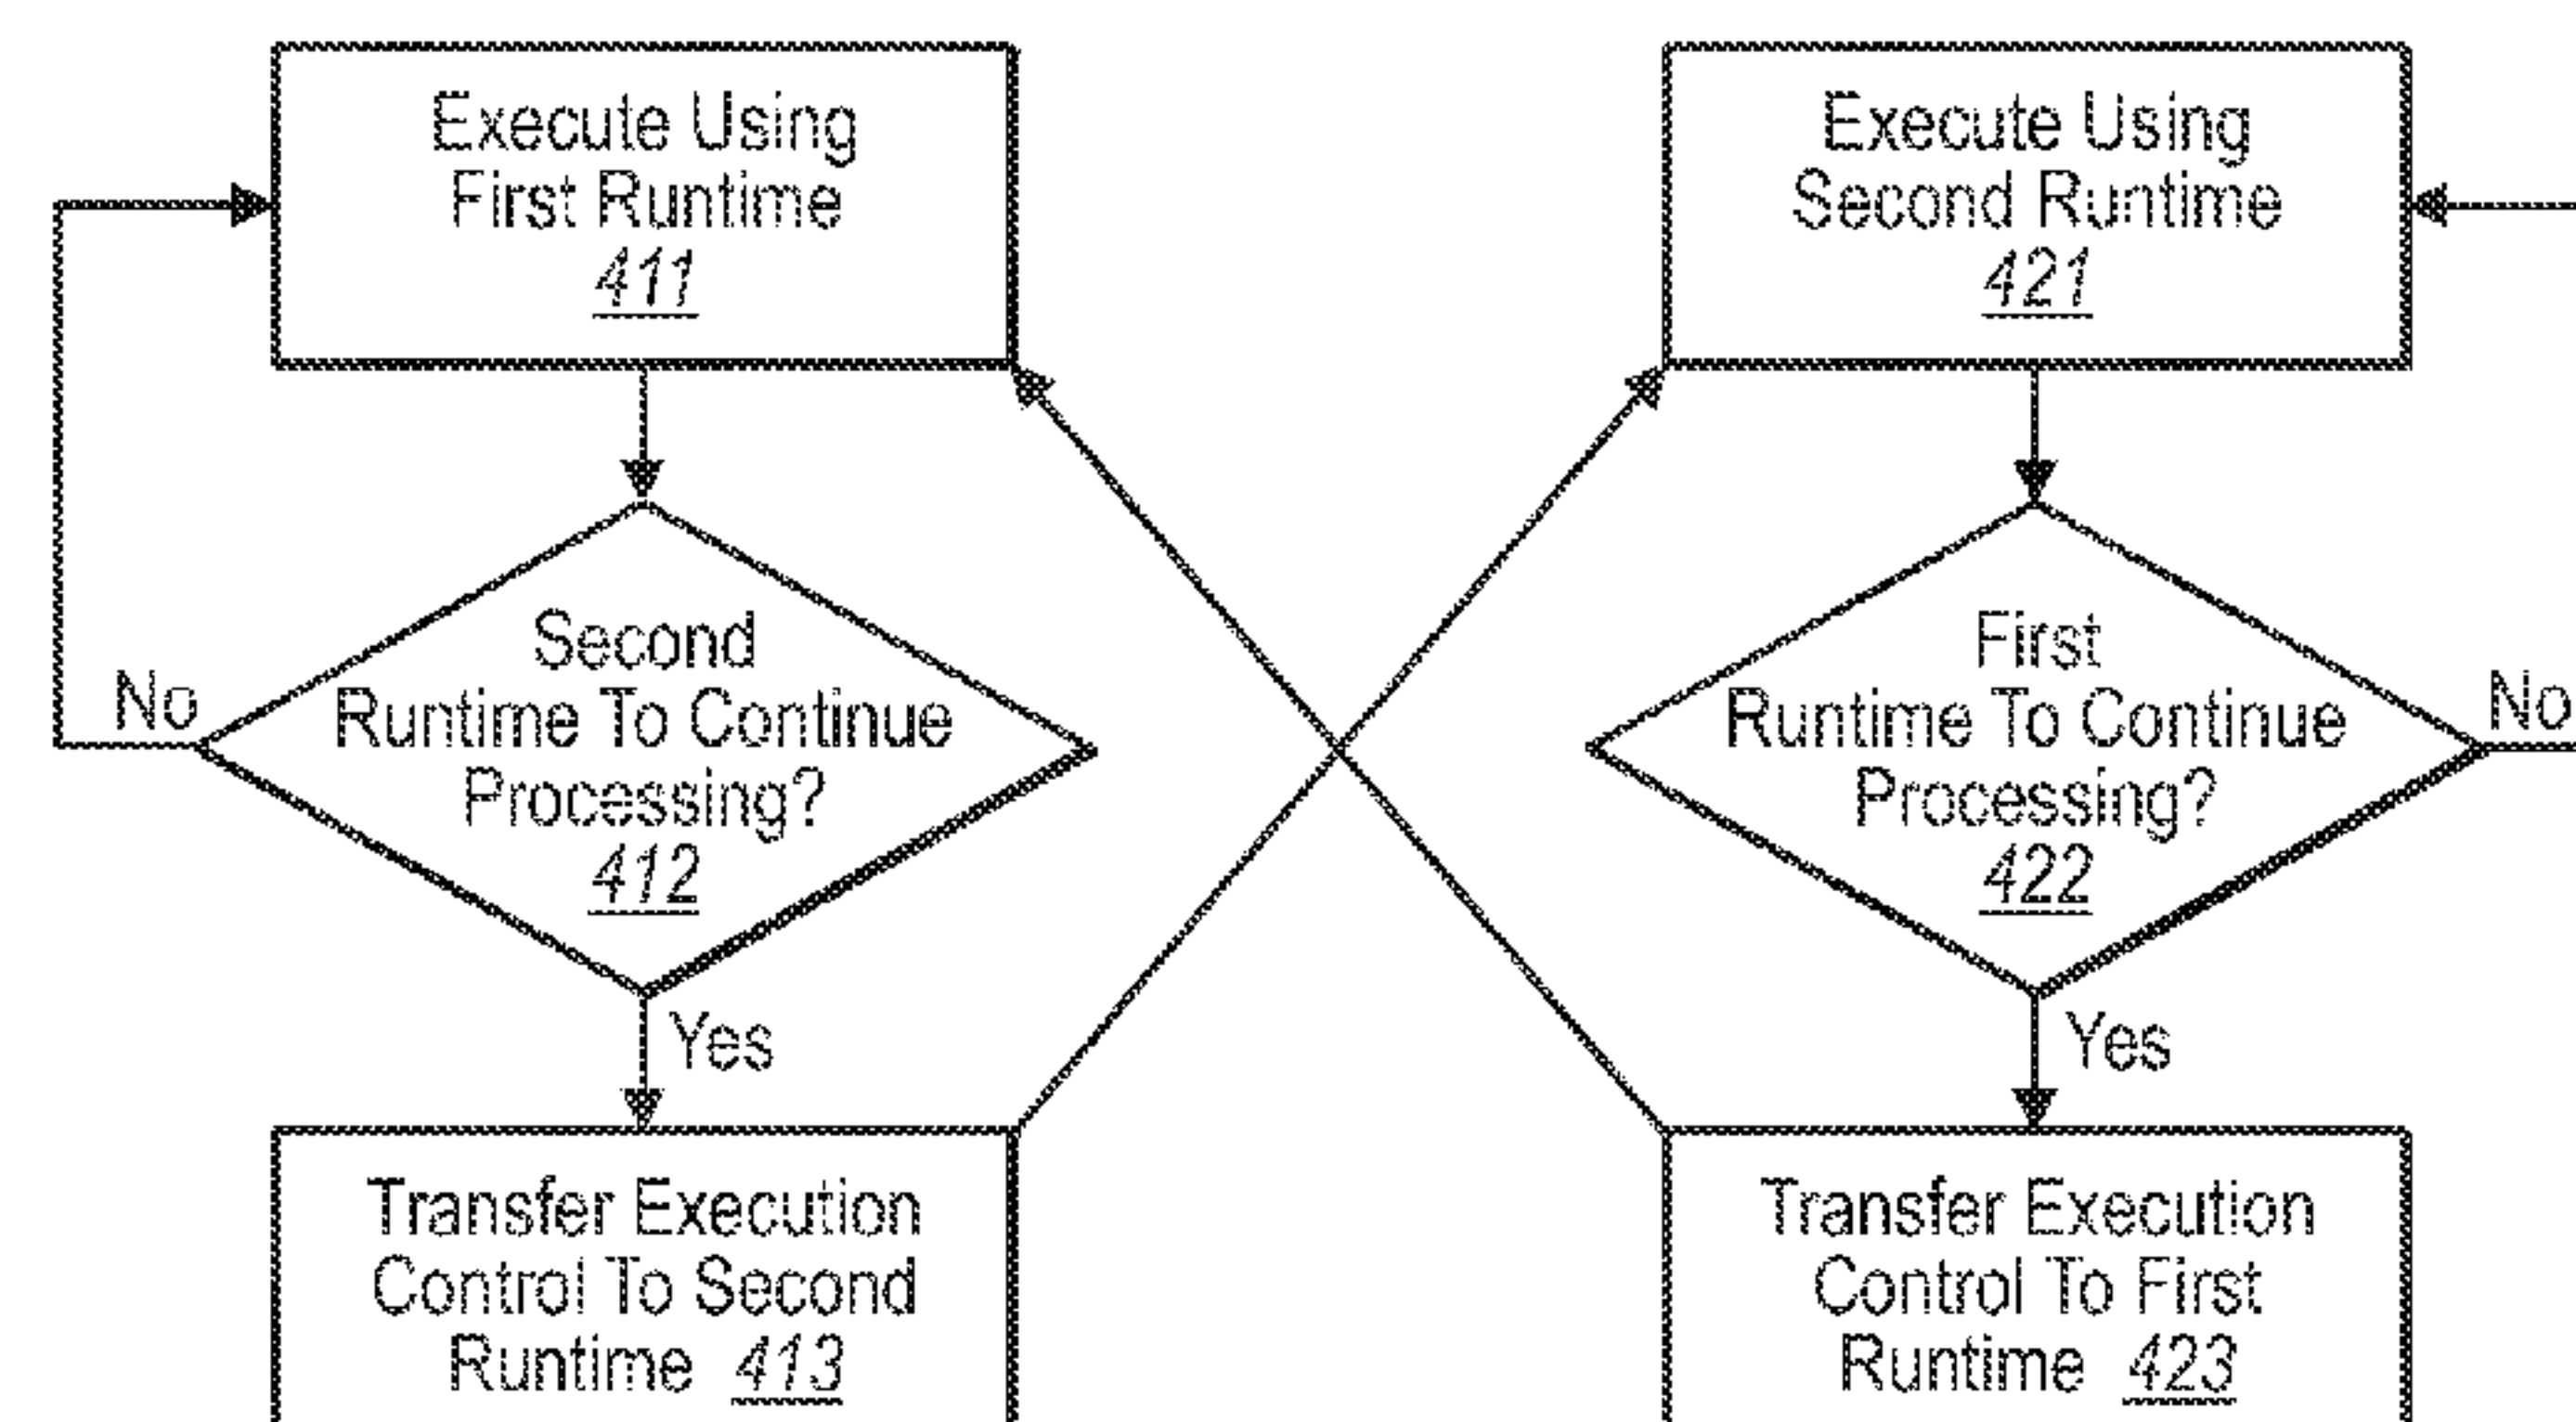 Execute Using
First Runtime
411
Second
Runtime To Continue
Processing?
412
No
Yes
Transfer Execution
Control To Second
Runtime 413
Execute Using
Second Runtime
421
First
Runtime To Continue
Processing?
422
No
Yes
Transfer Execution
Control To First
Runtime 423